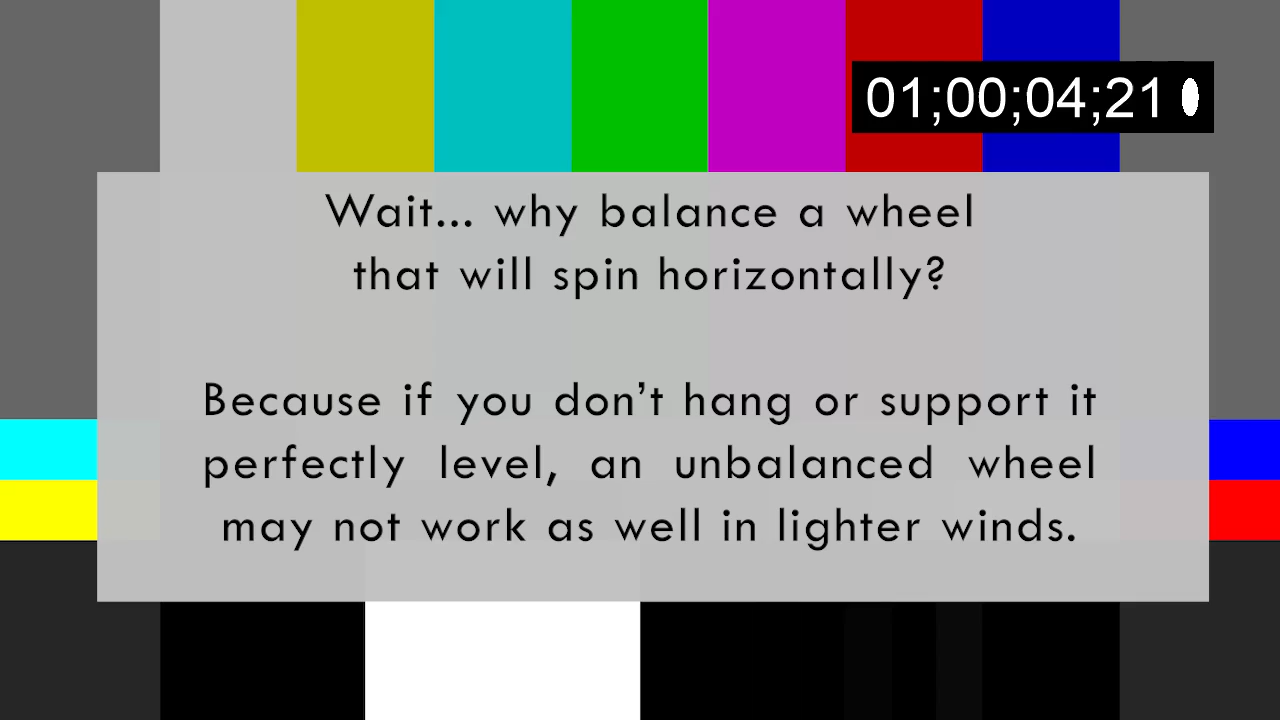 01;00;04;21
Wait... why balance a wheel
that will spin horizontally?
Because if you don’t hang or support it
perfectly level, an unbalanced wheel
may not work as well in lighter winds.